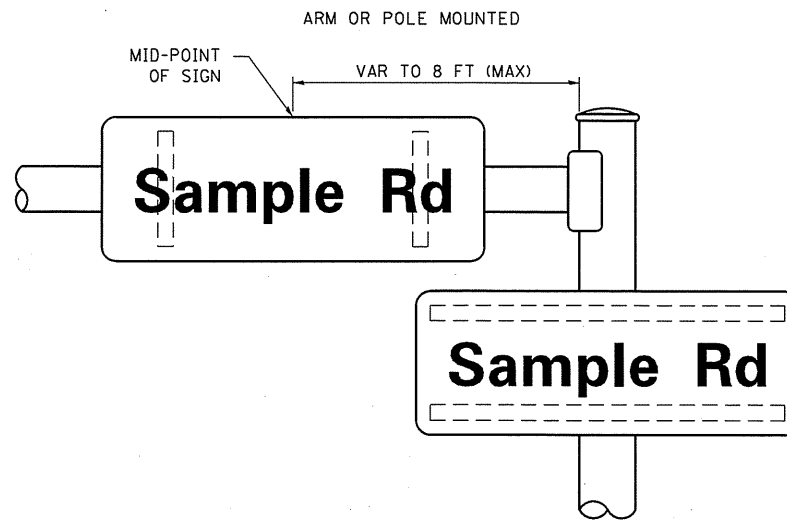 ARM OR POLE MOUNTED
MID-POINT
OF SIGN
VAR TO 8 FT (MAX)
Sample Rd
Sample Rd